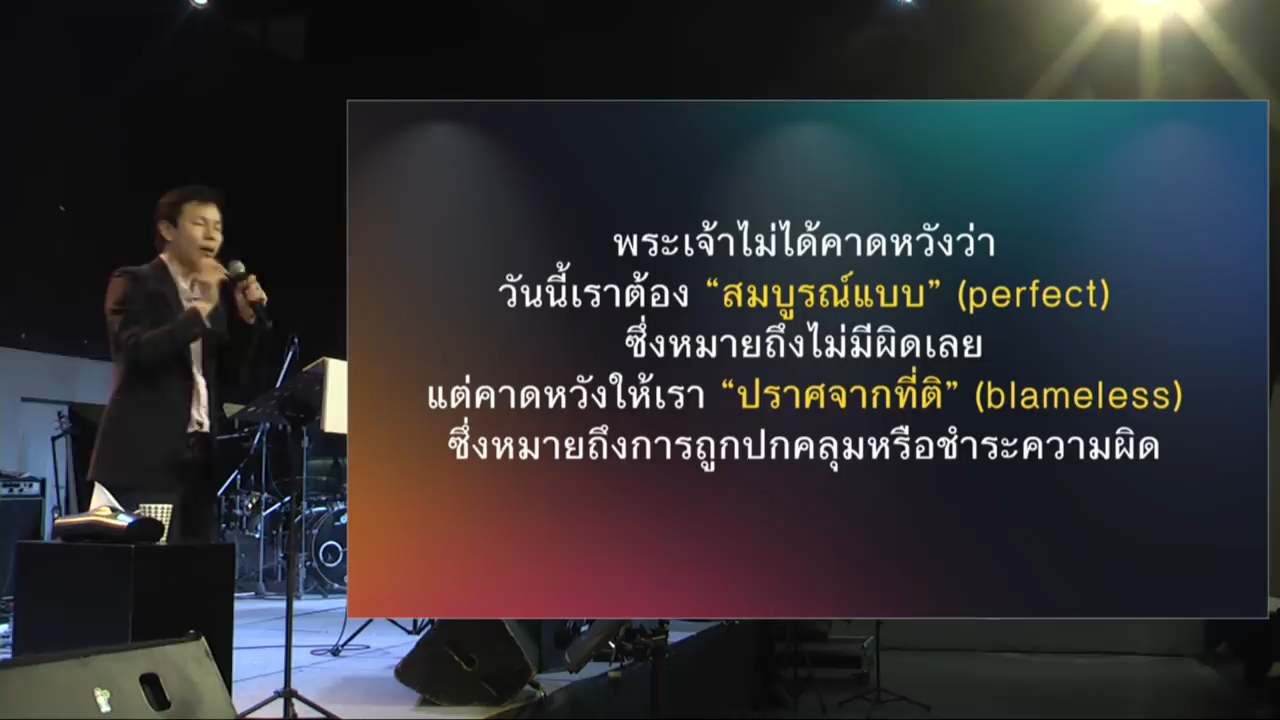 พระเจ้าไม่ได้คาดหวังว่า
วันนี้เราต้อง “สมบูรณ์แบบ” (perfect)
ซึ่งหมายถึงไม่มีผิดเลย
แต่คาดหวังให้เรา “ปราศจากที่ติ” (blameless)
ซึ่งหมายถึงการถูกปกคลุมหรือชำระความผิด